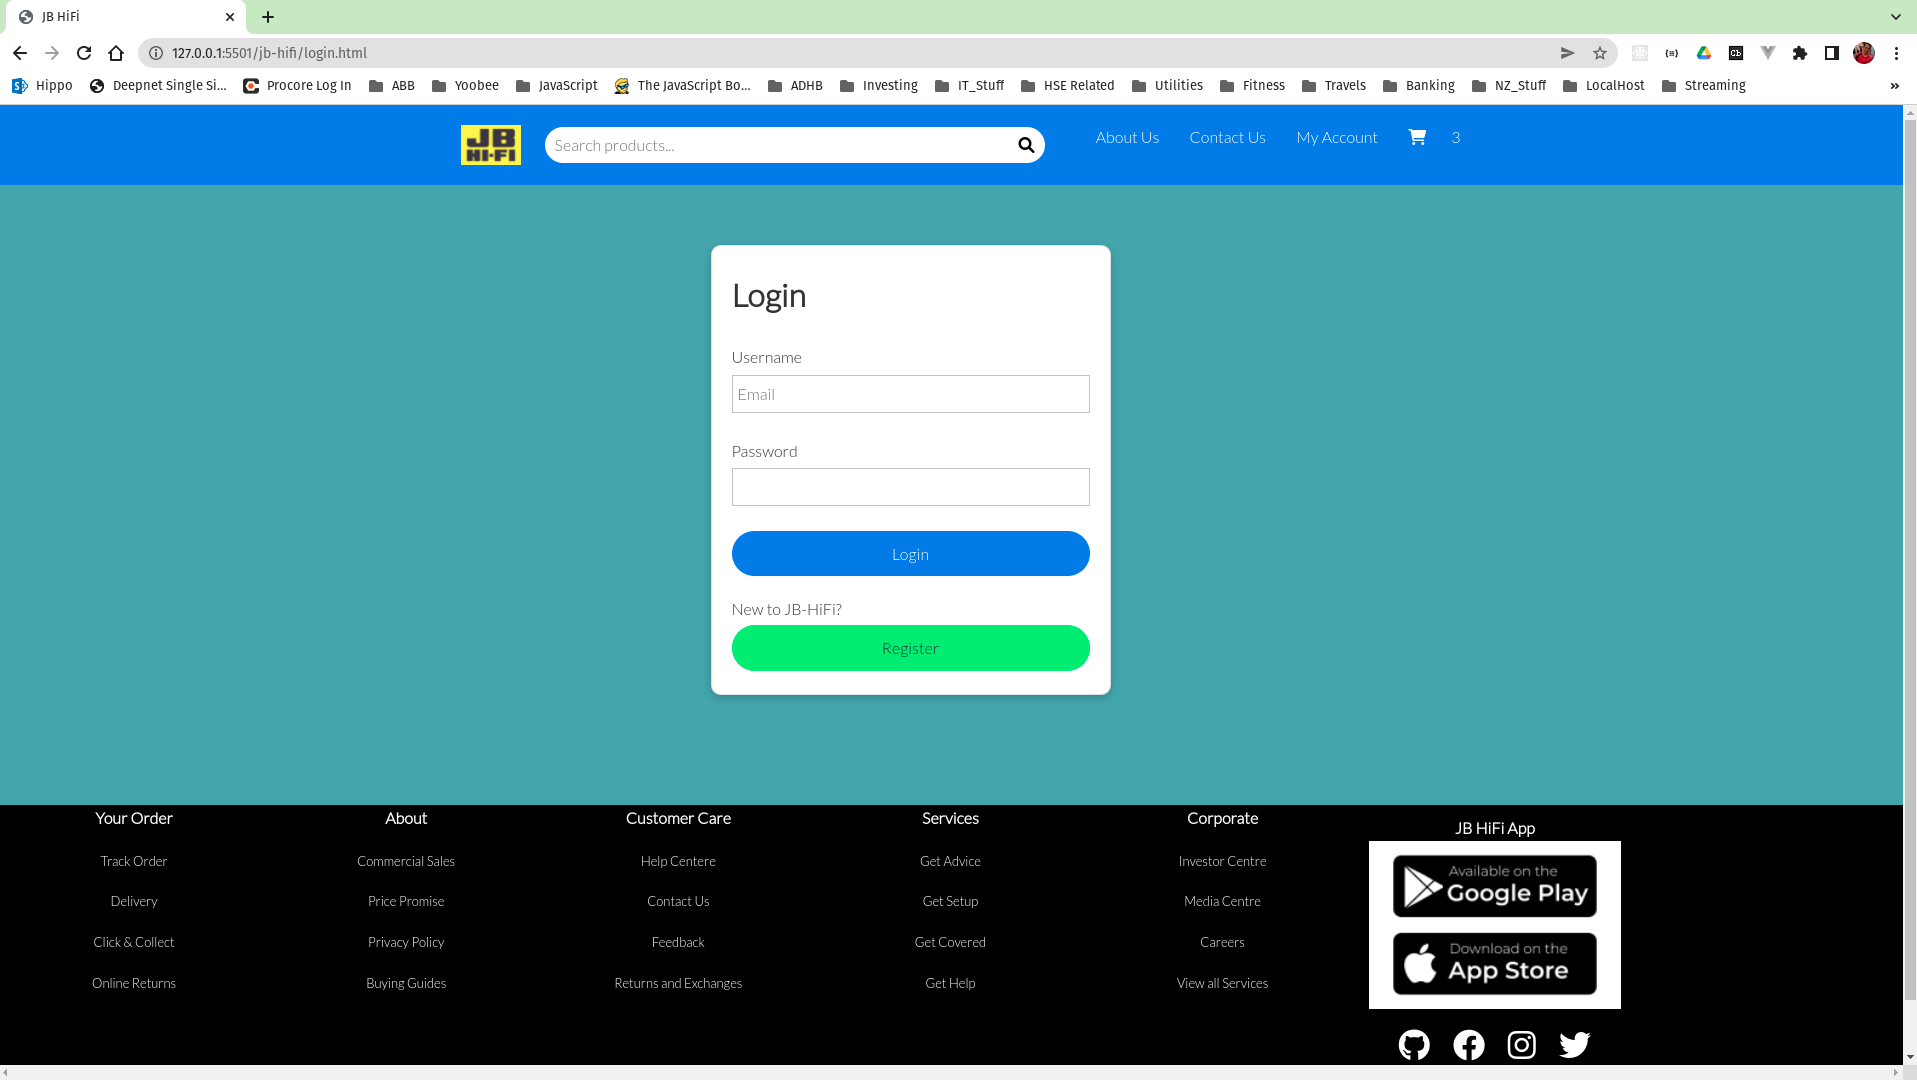 JB HiFi
127.0.0.1:5501/jb-hifi/login.html
Hippo Deepnet Single Si... Procore Log In ABB Yoobee JavaScript The JavaScript Bo... ADHB Investing IT_Stuff HSE Related Utilities Fitness Travels Banking NZ_Stuff LocalHost Streaming »
JB HI-FI
Search products...
About Us Contact Us My Account 3
Login
Username
Email
Password
Login
New to JB-HiFi?
Register
Your Order About Customer Care Services Corporate JB HiFi App
Track Order Commercial Sales Help Centere Get Advice Investor Centre
Delivery Price Promise Contact Us Get Setup Media Centre
Click & Collect Privacy Policy Feedback Get Covered Careers
Online Returns Buying Guides Returns and Exchanges Get Help View all Services
Available on the
Google Play
Download on the
App Store